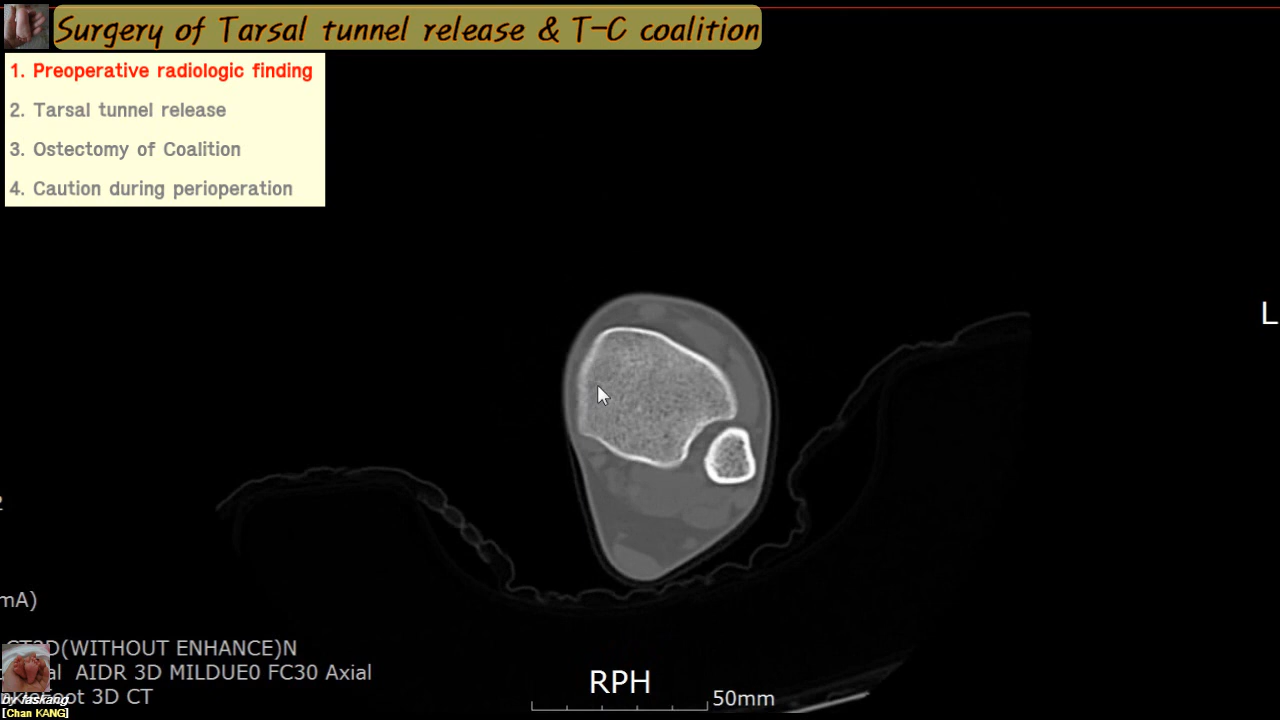 Surgery of Tarsal tunnel release & T-C coalition
1. Preoperative radiologic finding
2. Tarsal tunnel release
3. Ostectomy of Coalition
4. Caution during perioperation
L
mA)
(WITHOUT ENHANCE)N
AIDR 3D MILDUE0 FC30 Axial
3D CT
RPH
50mm
by
[Chan KANG]